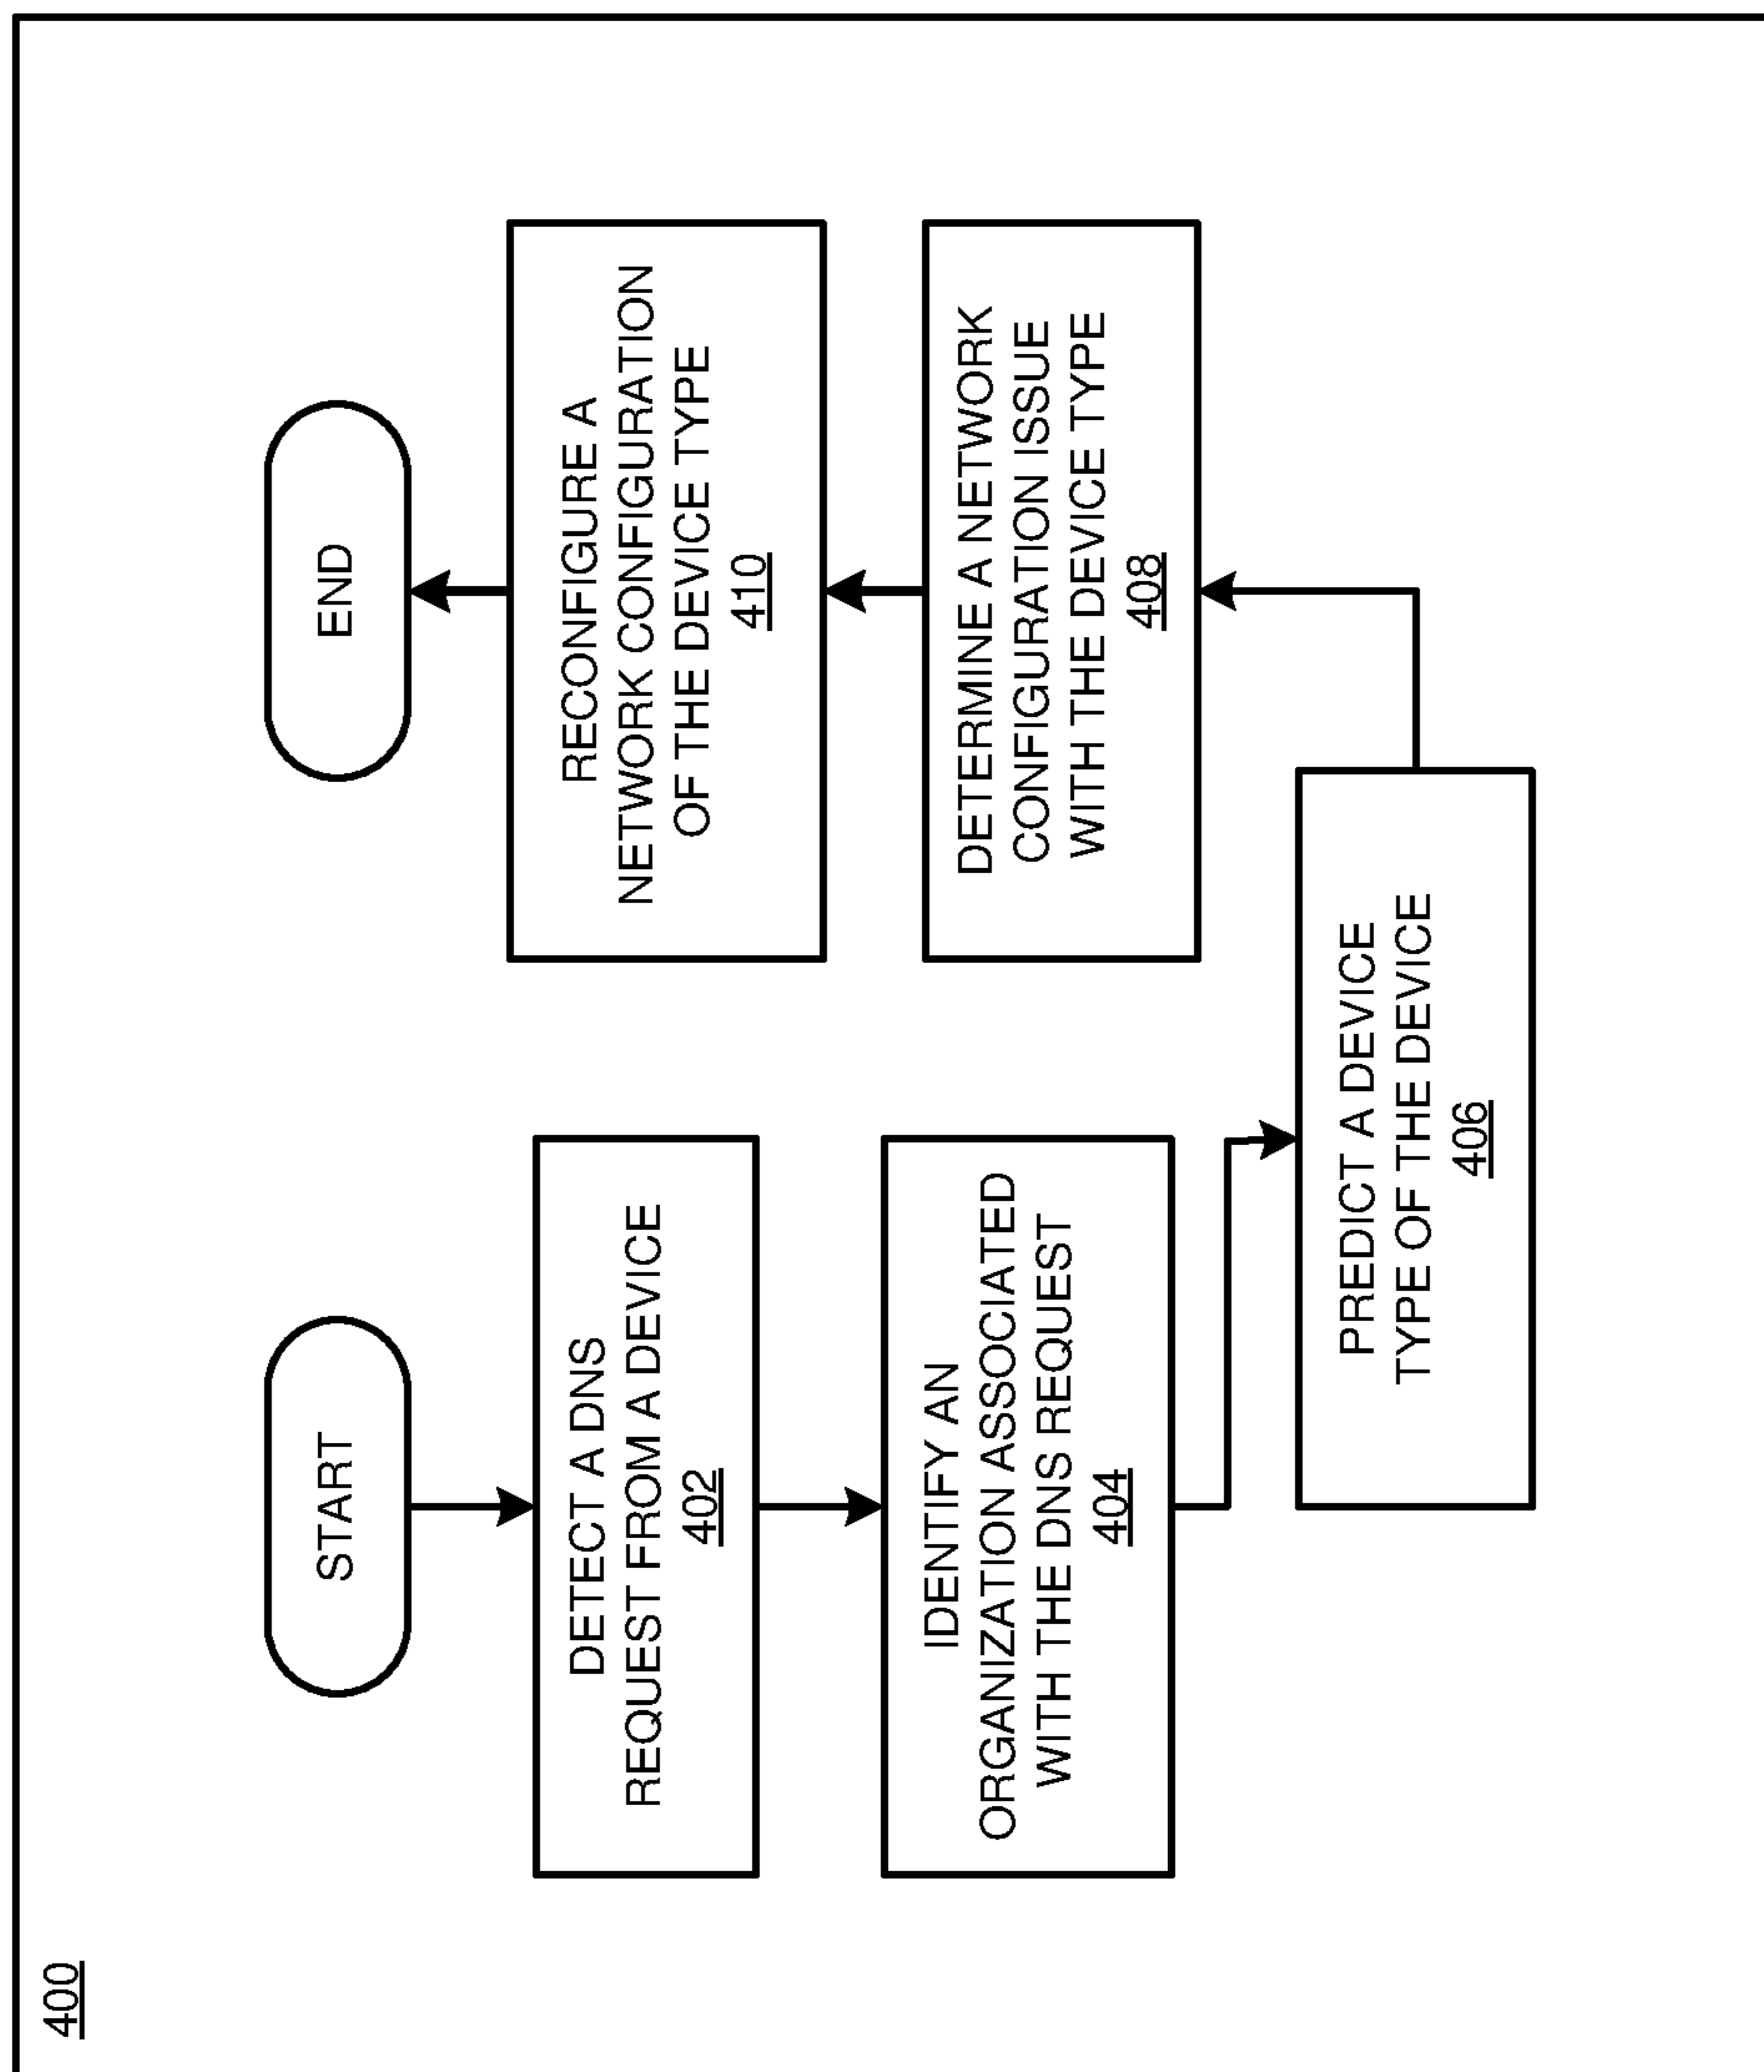 400
START
DETECT A DNS
REQUEST FROM A DEVICE
402
IDENTIFY AN
ORGANIZATION ASSOCIATED
WITH THE DNS REQUEST
404
PREDICT A DEVICE
TYPE OF THE DEVICE
406
DETERMINE A NETWORK
CONFIGURATION ISSUE
WITH THE DEVICE TYPE
408
RECONFIGURE A
NETWORK CONFIGURATION
OF THE DEVICE TYPE
410
END